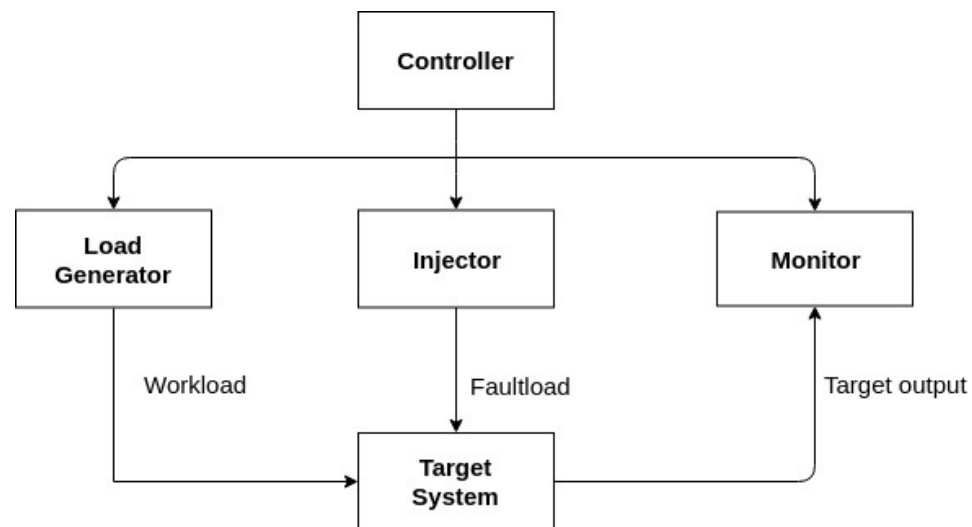 Controller
Load
Generator
Injector
Monitor
Workload
Faultload
Target output
Target
System